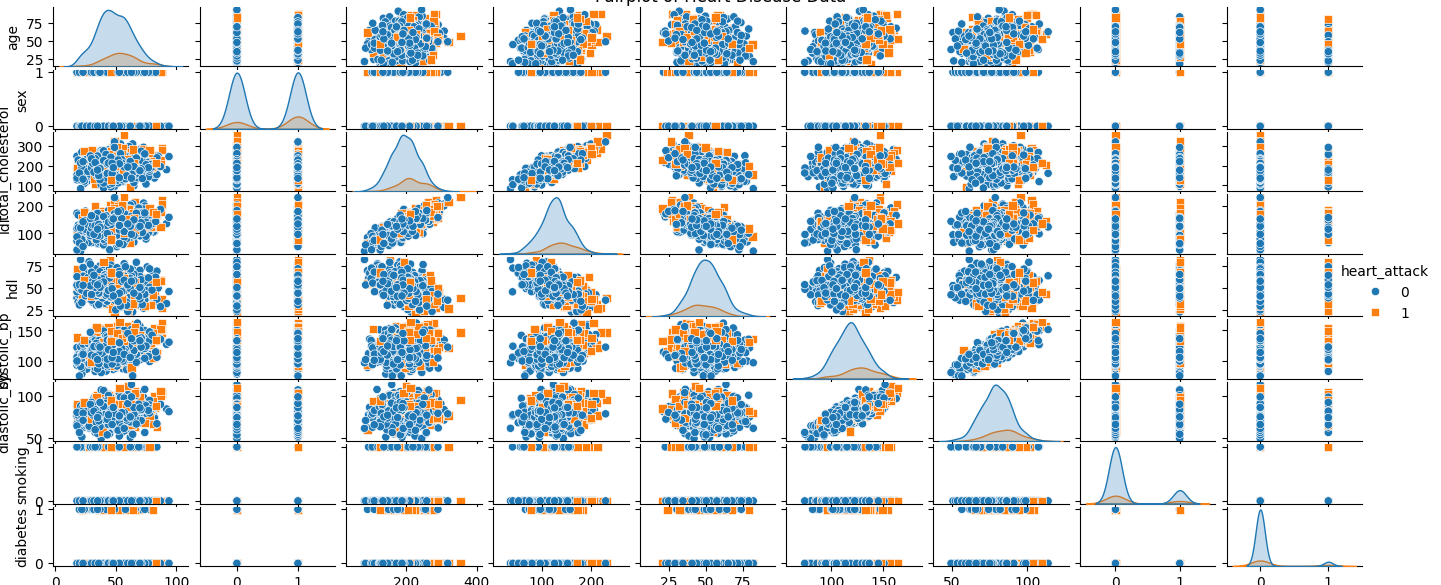 Pairplot of Heart Disease Data
age
75
50
25
sex
1
0
total_cholesterol
300
200
100
ldl
200
100
hdl
75
50
25
systolic_bp
150
100
diastolic_bp
100
50
smoking
1
0
diabetes
1
0
0 50 100
0 1
200 400
100 200
25 50 75
100 150
50 100
0 1
0 1
heart_attack
0
1